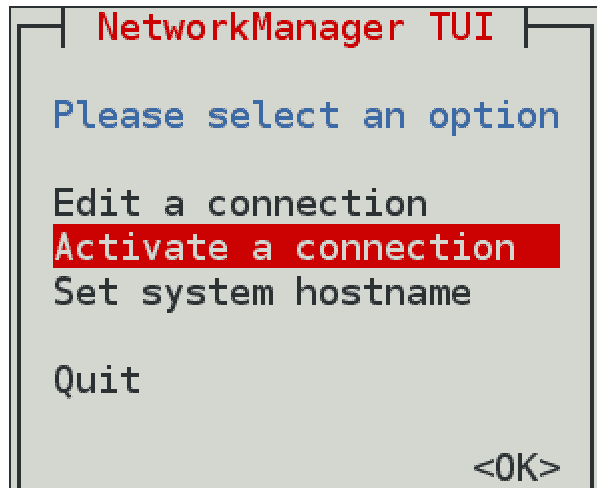 NetworkManager TUI
Please select an option
Edit a connection
Activate a connection
Set system hostname
Quit
<OK>